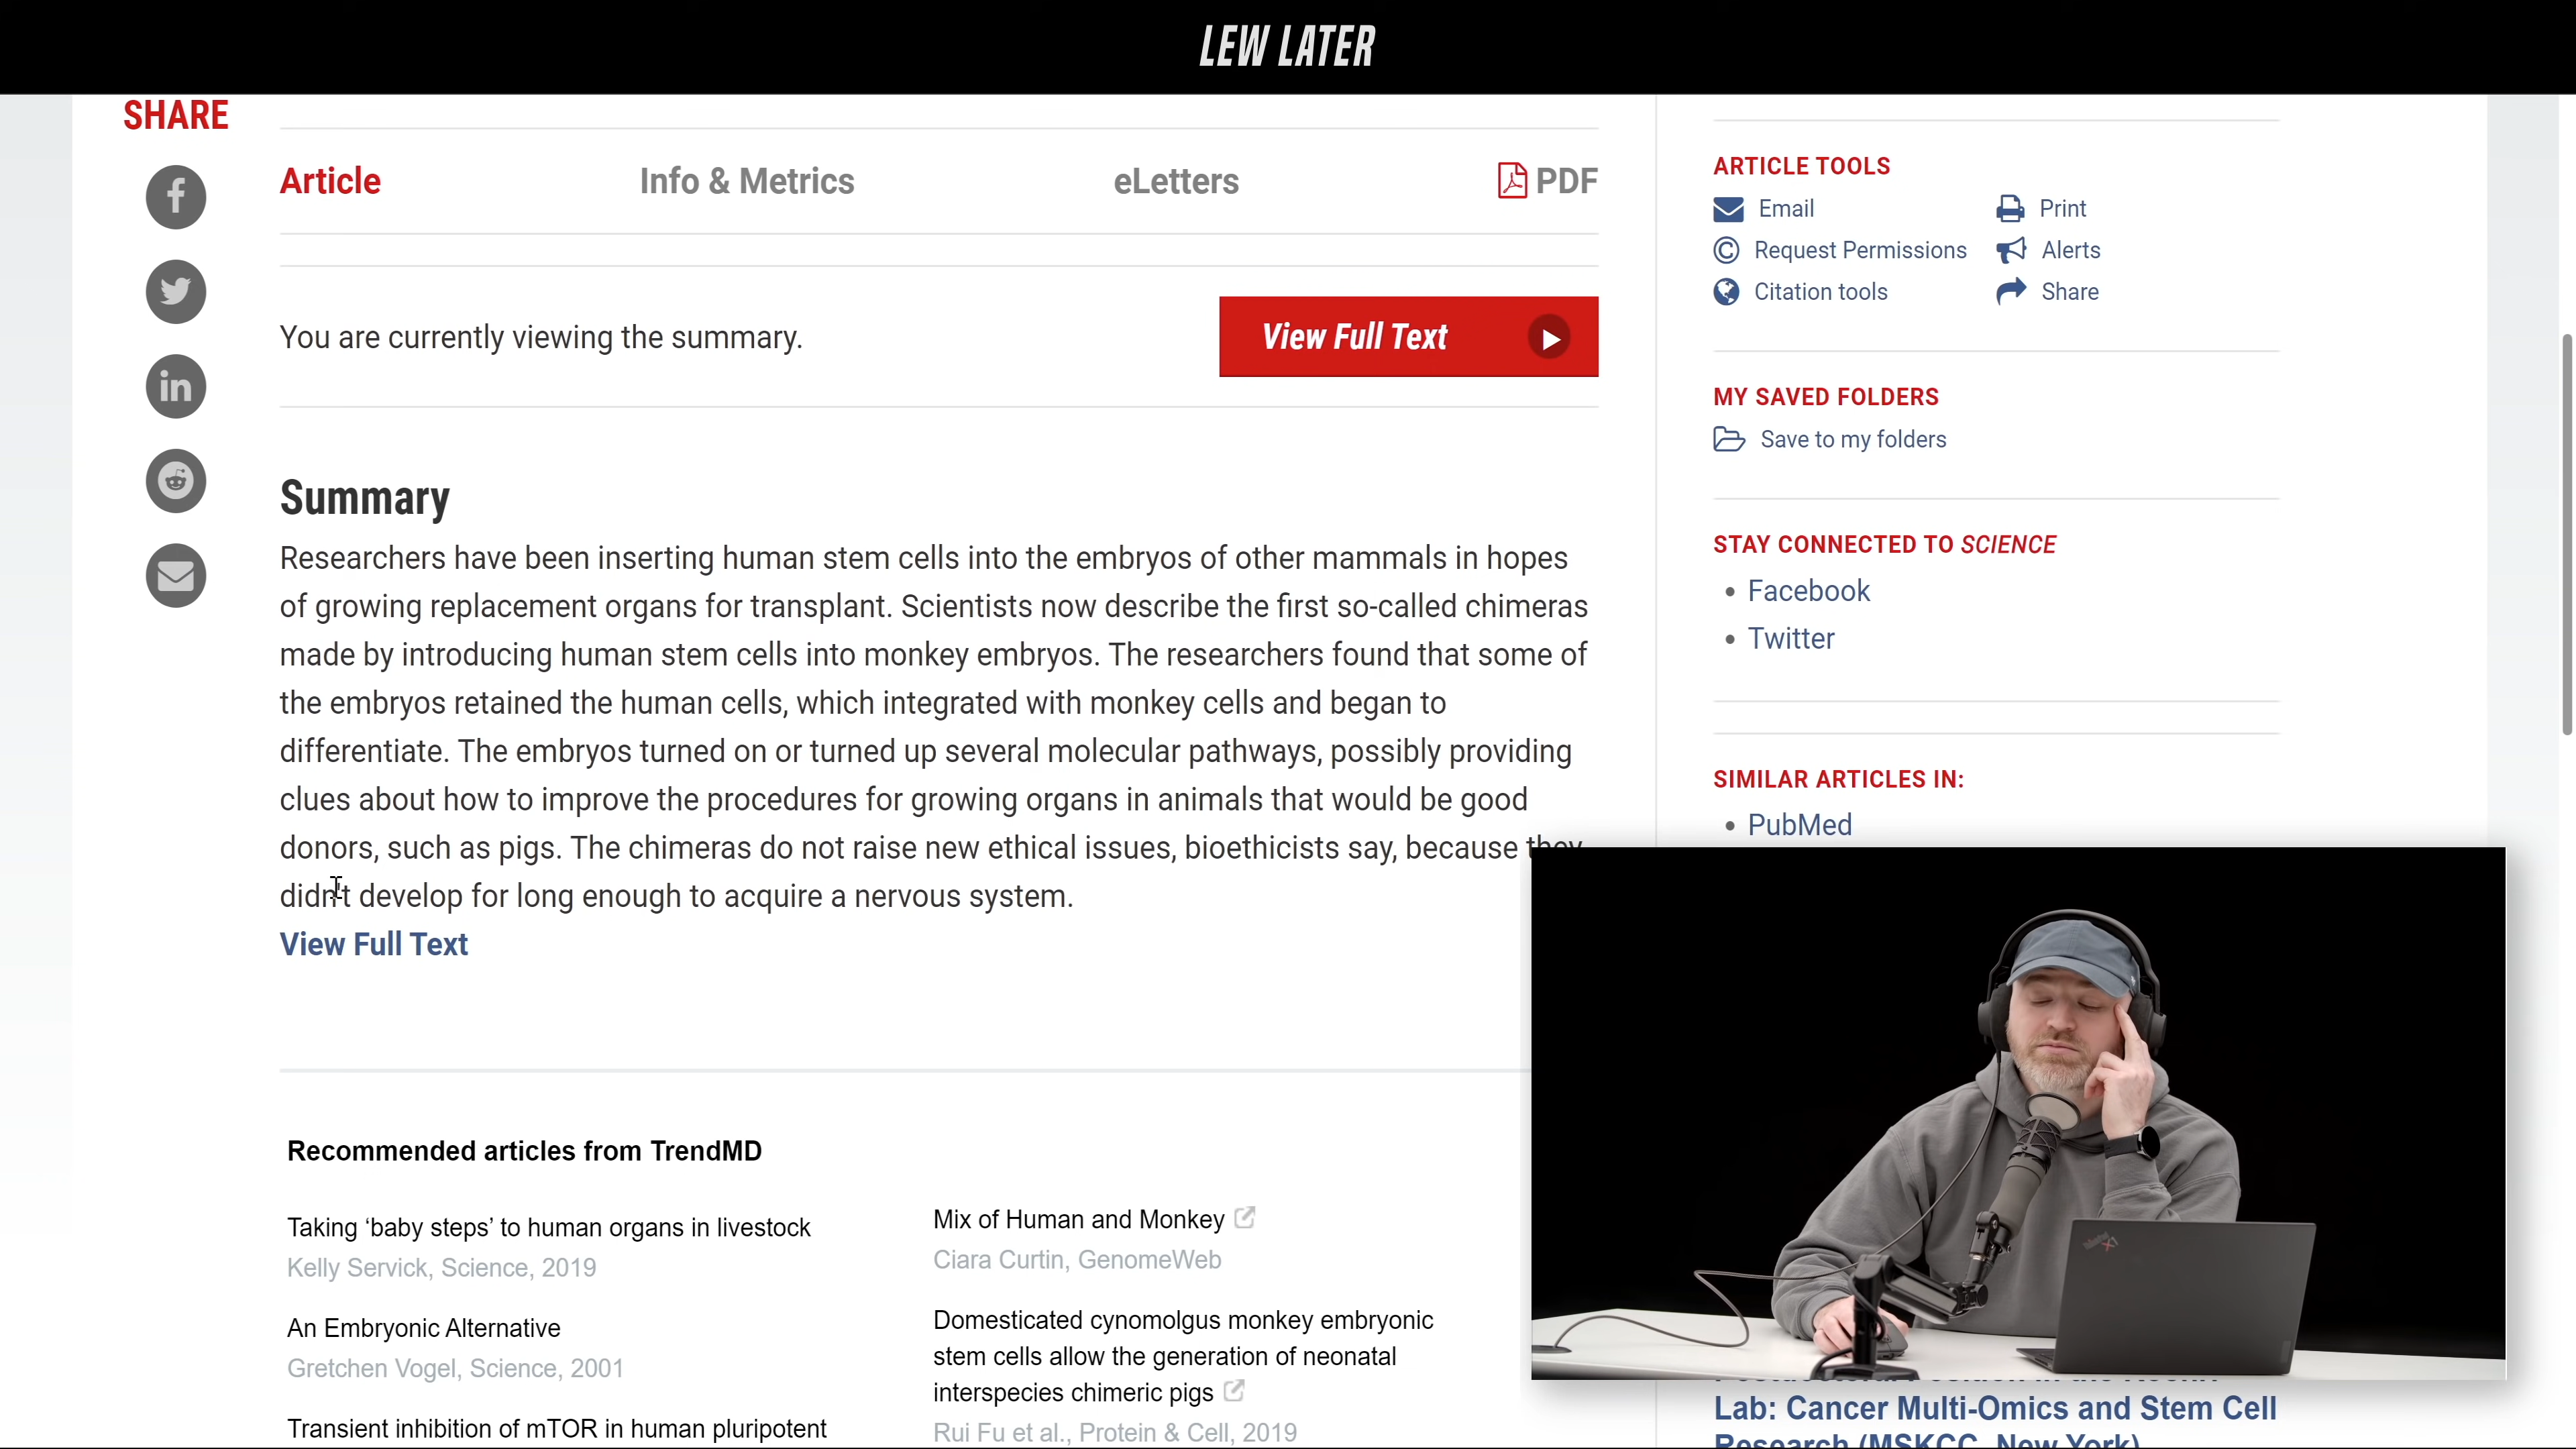 LEW LATER
SHARE
Article
Info & Metrics
eLetters
PDF
You are currently viewing the summary.
View Full Text
Summary
Researchers have been inserting human stem cells into the embryos of other mammals in hopes
of growing replacement organs for transplant. Scientists now describe the first so-called chimeras
made by introducing human stem cells into monkey embryos. The researchers found that some of
the embryos retained the human cells, which integrated with monkey cells and began to
differentiate. The embryos turned on or turned up several molecular pathways, possibly providing
clues about how to improve the procedures for growing organs in animals that would be good
donors, such as pigs. The chimeras do not raise new ethical issues, bioethicists say, because they
didn't develop for long enough to acquire a nervous system.
View Full Text
Recommended articles from TrendMD
Taking ‘baby steps’ to human organs in livestock
Kelly Servick, Science, 2019
An Embryonic Alternative
Gretchen Vogel, Science, 2001
Transient inhibition of mTOR in human pluripotent
Mix of Human and Monkey
Ciara Curtin, GenomeWeb
Domesticated cynomolgus monkey embryonic
stem cells allow the generation of neonatal
interspecies chimeric pigs
Rui Fu et al., Protein & Cell, 2019
ARTICLE TOOLS
Email
Print
Request Permissions
Alerts
Citation tools
Share
MY SAVED FOLDERS
Save to my folders
STAY CONNECTED TO SCIENCE
• Facebook
• Twitter
SIMILAR ARTICLES IN:
• PubMed
Lab: Cancer Multi-Omics and Stem Cell
Research (MSKCC, New York)